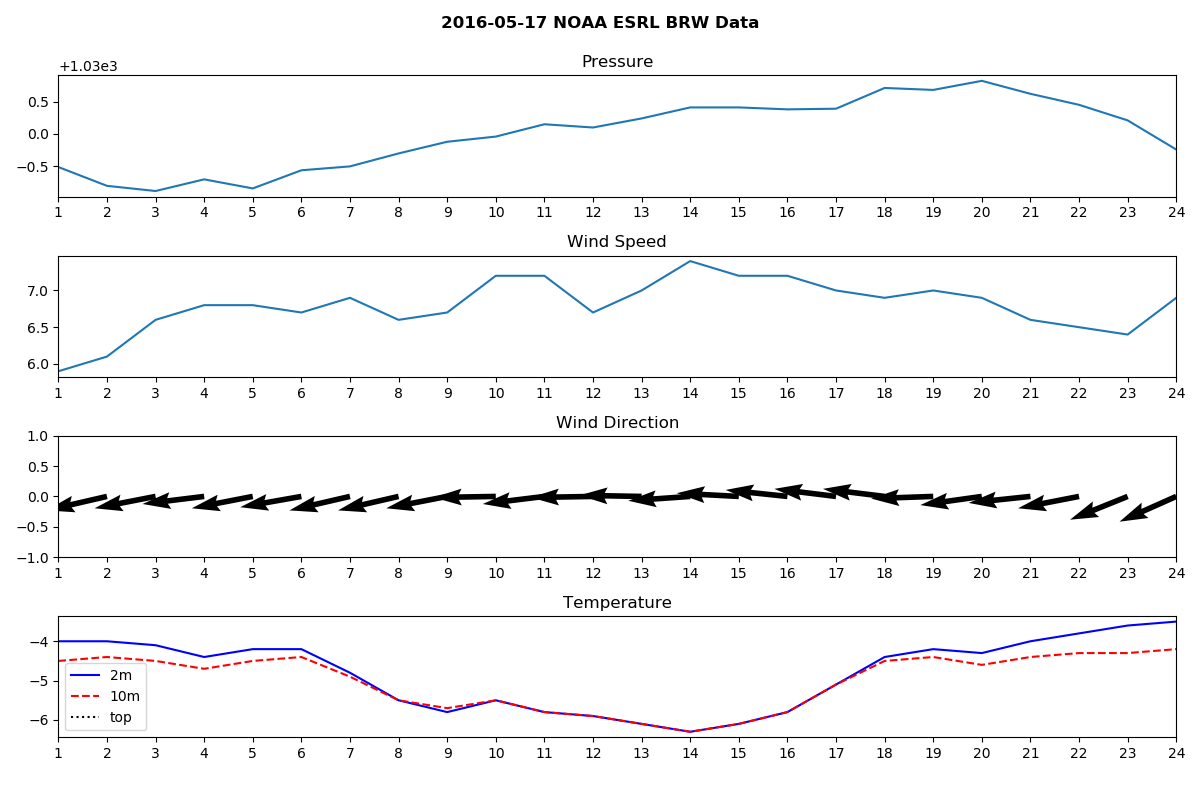 2016-05-17 NOAA ESRL BRW Data
Pressure
+1.03e3
0.5
0.0
−0.5
1 2 3 4 5 6 7 8 9 10 11 12 13 14 15 16 17 18 19 20 21 22 23 24
Wind Speed
7.0
6.5
6.0
1 2 3 4 5 6 7 8 9 10 11 12 13 14 15 16 17 18 19 20 21 22 23 24
Wind Direction
1.0
0.5
0.0
−0.5
−1.0
1 2 3 4 5 6 7 8 9 10 11 12 13 14 15 16 17 18 19 20 21 22 23 24
Temperature
−4
−5
−6
2m
10m
top
1 2 3 4 5 6 7 8 9 10 11 12 13 14 15 16 17 18 19 20 21 22 23 24